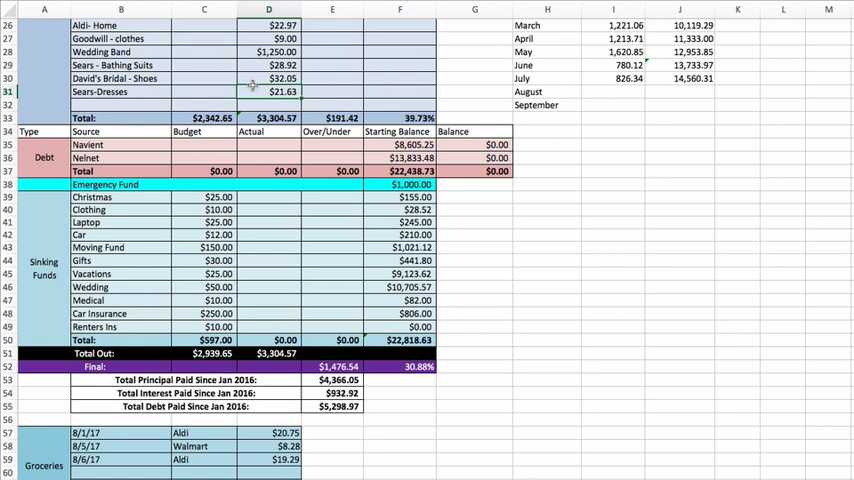 A B C D E F G H I J K L M
26 Aldi- Home $22.97 March 1,221.06 10,119.29
27 Goodwill - clothes $9.00 April 1,213.71 11,333.00
28 Wedding Band $1,250.00 May 1,620.85 12,953.85
29 Sears - Bathing Suits $28.92 June 780.12 13,733.97
30 David's Bridal - Shoes $32.05 July 826.34 14,560.31
31 Sears-Dresses $21.63 August
32 September
33 Total: $2,342.65 $3,304.57 $191.42 39.73%
34 Type Source Budget Actual Over/Under Starting Balance Balance
35 Navient $8,605.25 $0.00
36 Debt Nelnet $13,833.48 $0.00
37 Total $0.00 $0.00 $0.00 $22,438.73 $0.00
38 Emergency Fund $1,000.00
39 Christmas $25.00 $155.00
40 Clothing $10.00 $28.52
41 Laptop $25.00 $245.00
42 Car $12.00 $210.00
43 Moving Fund $150.00 $1,021.12
44 Sinking Gifts $30.00 $441.80
45 Funds Vacations $25.00 $9,123.62
46 Wedding $50.00 $10,705.57
47 Medical $10.00 $82.00
48 Car Insurance $250.00 $806.00
49 Renters Ins $10.00 $0.00
50 Total: $597.00 $0.00 $0.00 $22,818.63
51 Total Out: $2,939.65 $3,304.57
52 Final: $1,476.54 30.88%
53 Total Principal Paid Since Jan 2016: $4,366.05
54 Total Interest Paid Since Jan 2016: $932.92
55 Total Debt Paid Since Jan 2016: $5,298.97
56
57 8/1/17 Aldi $20.75
58 8/5/17 Walmart $8.28
59 Groceries 8/6/17 Aldi $19.29
60